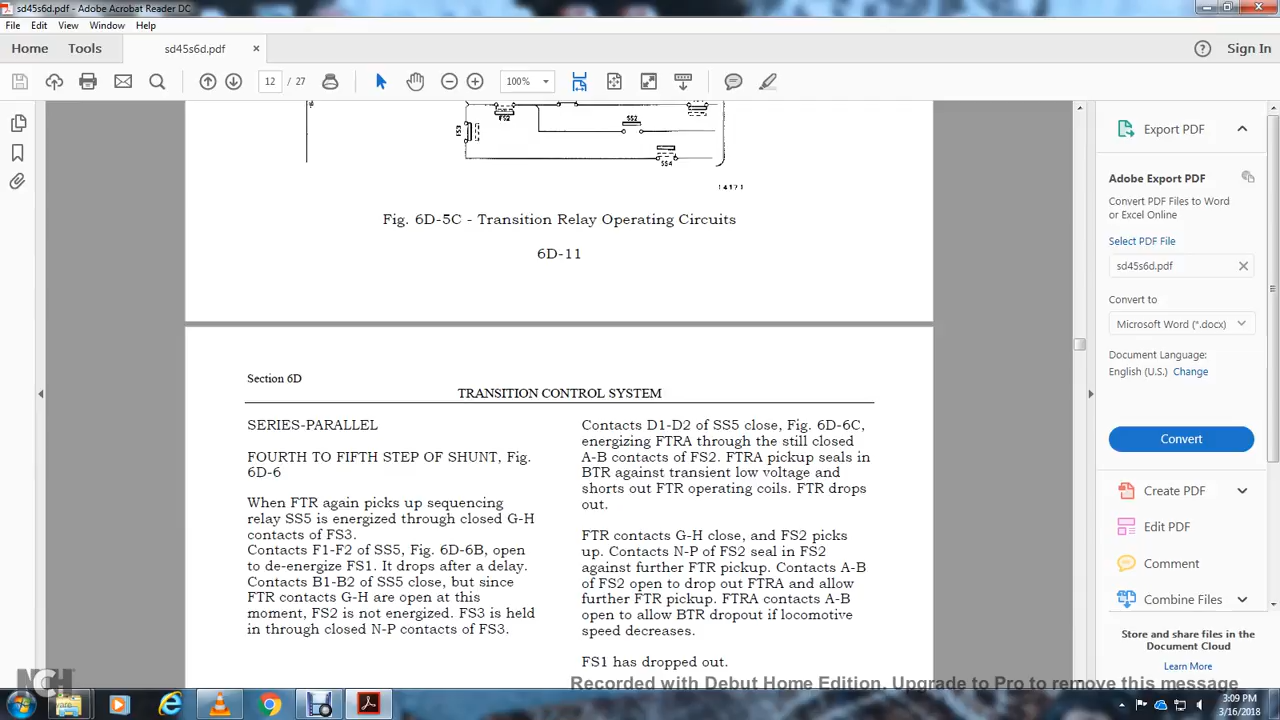 sd45s6d.pdf - Adobe Acrobat Reader DC
File Edit View Window Help
Home Tools sd45s6d.pdf × Sign In
12 / 27 100%
FS2
FS3
SS2
SS4
14171
Fig. 6D-5C - Transition Relay Operating Circuits
6D-11
Section 6D
TRANSITION CONTROL SYSTEM
SERIES-PARALLEL
FOURTH TO FIFTH STEP OF SHUNT, Fig.
6D-6
When FTR again picks up sequencing
relay SS5 is energized through closed G-H
contacts of FS3.
Contacts F1-F2 of SS5, Fig. 6D-6B, open
to de-energize FS1. It drops after a delay.
Contacts B1-B2 of SS5 close, but since
FTR contacts G-H are open at this
moment, FS2 is not energized. FS3 is held
in through closed N-P contacts of FS3.
Contacts D1-D2 of SS5 close, Fig. 6D-6C,
energizing FTRA through the still closed
A-B contacts of FS2. FTRA pickup seals in
BTR against transient low voltage and
shorts out FTR operating coils. FTR drops
out.
FTR contacts G-H close, and FS2 picks
up. Contacts N-P of FS2 seal in FS2
against further FTR pickup. Contacts A-B
of FS2 open to drop out FTRA and allow
further FTR pickup. FTRA contacts A-B
open to allow BTR dropout if locomotive
speed decreases.
FS1 has dropped out.
Export PDF
Adobe Export PDF
Convert PDF Files to Word
or Excel Online
Select PDF File
sd45s6d.pdf
Convert to
Microsoft Word (*.docx)
Document Language:
English (U.S.) Change
Convert
Create PDF
Edit PDF
Comment
Combine Files
Store and share files in the
Document Cloud
Learn More
NCH
Recorded with Debut Home Edition. Upgrade to Pro to remove this message
3:09 PM
3/16/2018